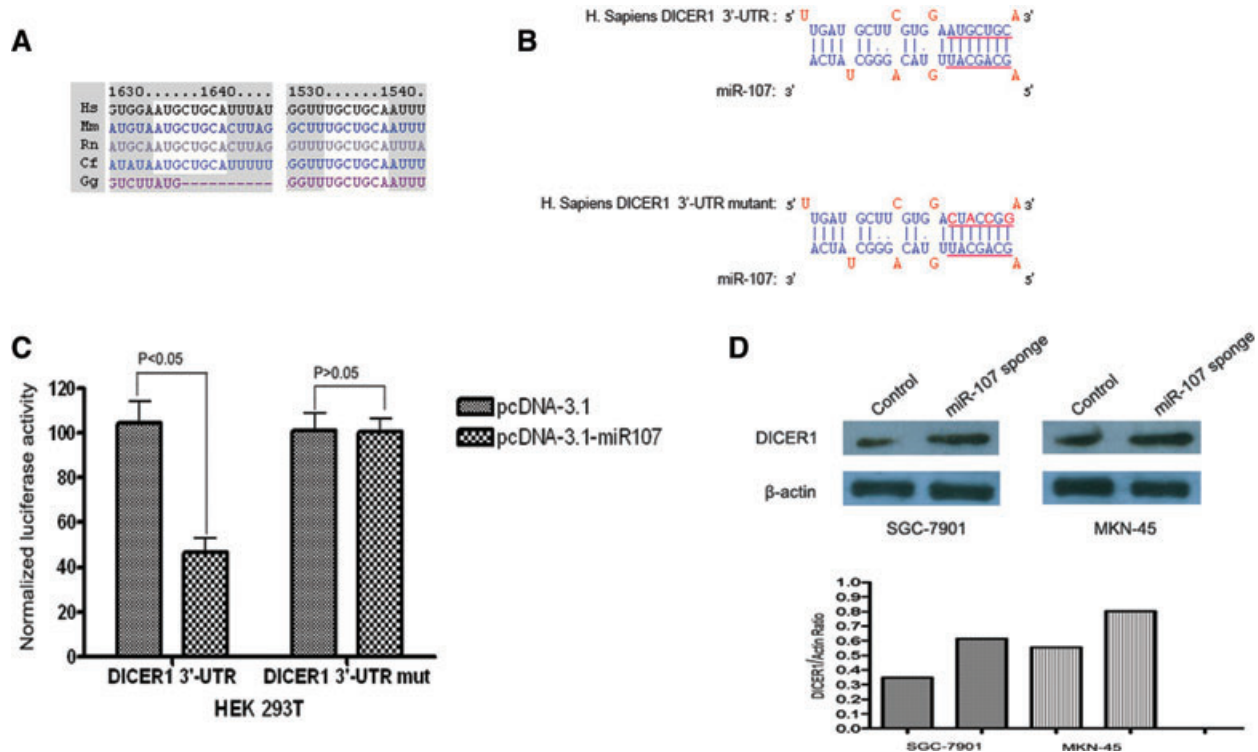 A
1630......1640.... 1530......1540..
Hs GUGGAAUGCUGCAUUUAU .GGUUUGCUGCAAUUU
Mm AUGUAAUGCUGCACUUAG GCUUUGCUGCAAUUU
Rn AUGCAAUGCUGCACUUAG GUUUUGCUGCAUUUA
Cf AUAUAAUGCUGCAUUUUU .GGUUUGCUGCAAUUU
Gg GUCUUAUG---------- GGUUUGCUGCAAUUU
B
H. Sapiens DICER1 3'-UTR : 5' U C G A 3'
UGAU GCUU GUG A AUGCUGC
ACUA CGGG CAU UUACGACG
U A G A
miR-107: 3' 5'
H. Sapiens DICER1 3'-UTR mutant: 5' U C G A 3'
UGAU GCUU GUG A CUACCGG
ACUA CGGG CAU UUACGACG
U A G A
miR-107: 3' 5'
C
P<0.05
P>0.05
Normalized luciferase activity
120
100
80
60
40
20
0
DICER1 3'-UTR DICER1 3'-UTR mut
HEK 293T
pcDNA-3.1
pcDNA-3.1-miR107
D
Control miR-107 sponge Control miR-107 sponge
DICER1
β-actin
SGC-7901 MKN-45
DICER1/Actin Ratio
1.0
0.9
0.8
0.7
0.6
0.5
0.4
0.3
0.2
0.1
0.0
SGC-7901 MKN-45